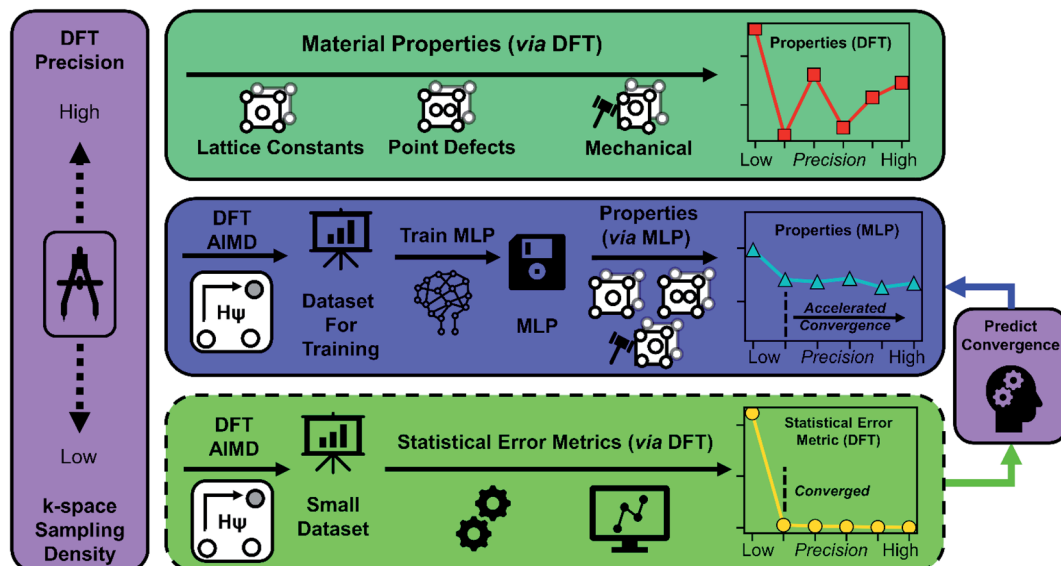 DFT
Precision
High
Low
k-space
Sampling
Density
Material Properties (via DFT)
Lattice Constants
Point Defects
Mechanical
Properties (DFT)
Low
Precision
High
DFT
AIMD
Hψ
Dataset
For
Training
Train MLP
MLP
Properties
(via MLP)
Properties (MLP)
Accelerated
Convergence
Low
Precision
High
Predict
Convergence
DFT
AIMD
Hψ
Small
Dataset
Statistical Error Metrics (via DFT)
Statistical Error
Metric (DFT)
Converged
Low
Precision
High